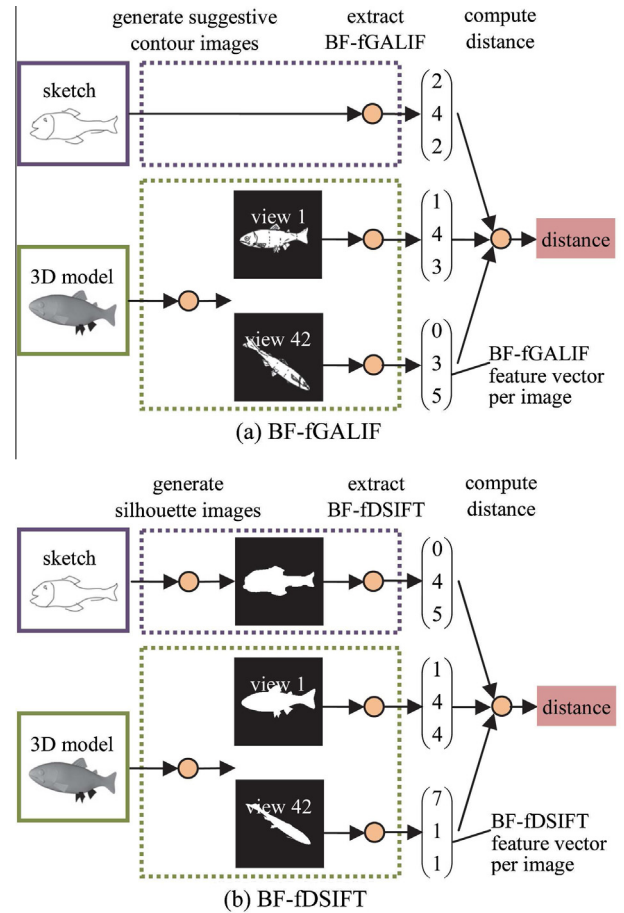 generate suggestive
contour images
extract
BF-fGALIF
compute
distance
sketch
2
4
2
3D model
view 1
1
4
3
distance
view 42
0
3
5
BF-fGALIF
feature vector
per image
(a) BF-fGALIF
generate
silhouette images
extract
BF-fDSIFT
compute
distance
sketch
0
4
5
3D model
view 1
1
4
4
distance
view 42
7
1
1
BF-fDSIFT
feature vector
per image
(b) BF-fDSIFT